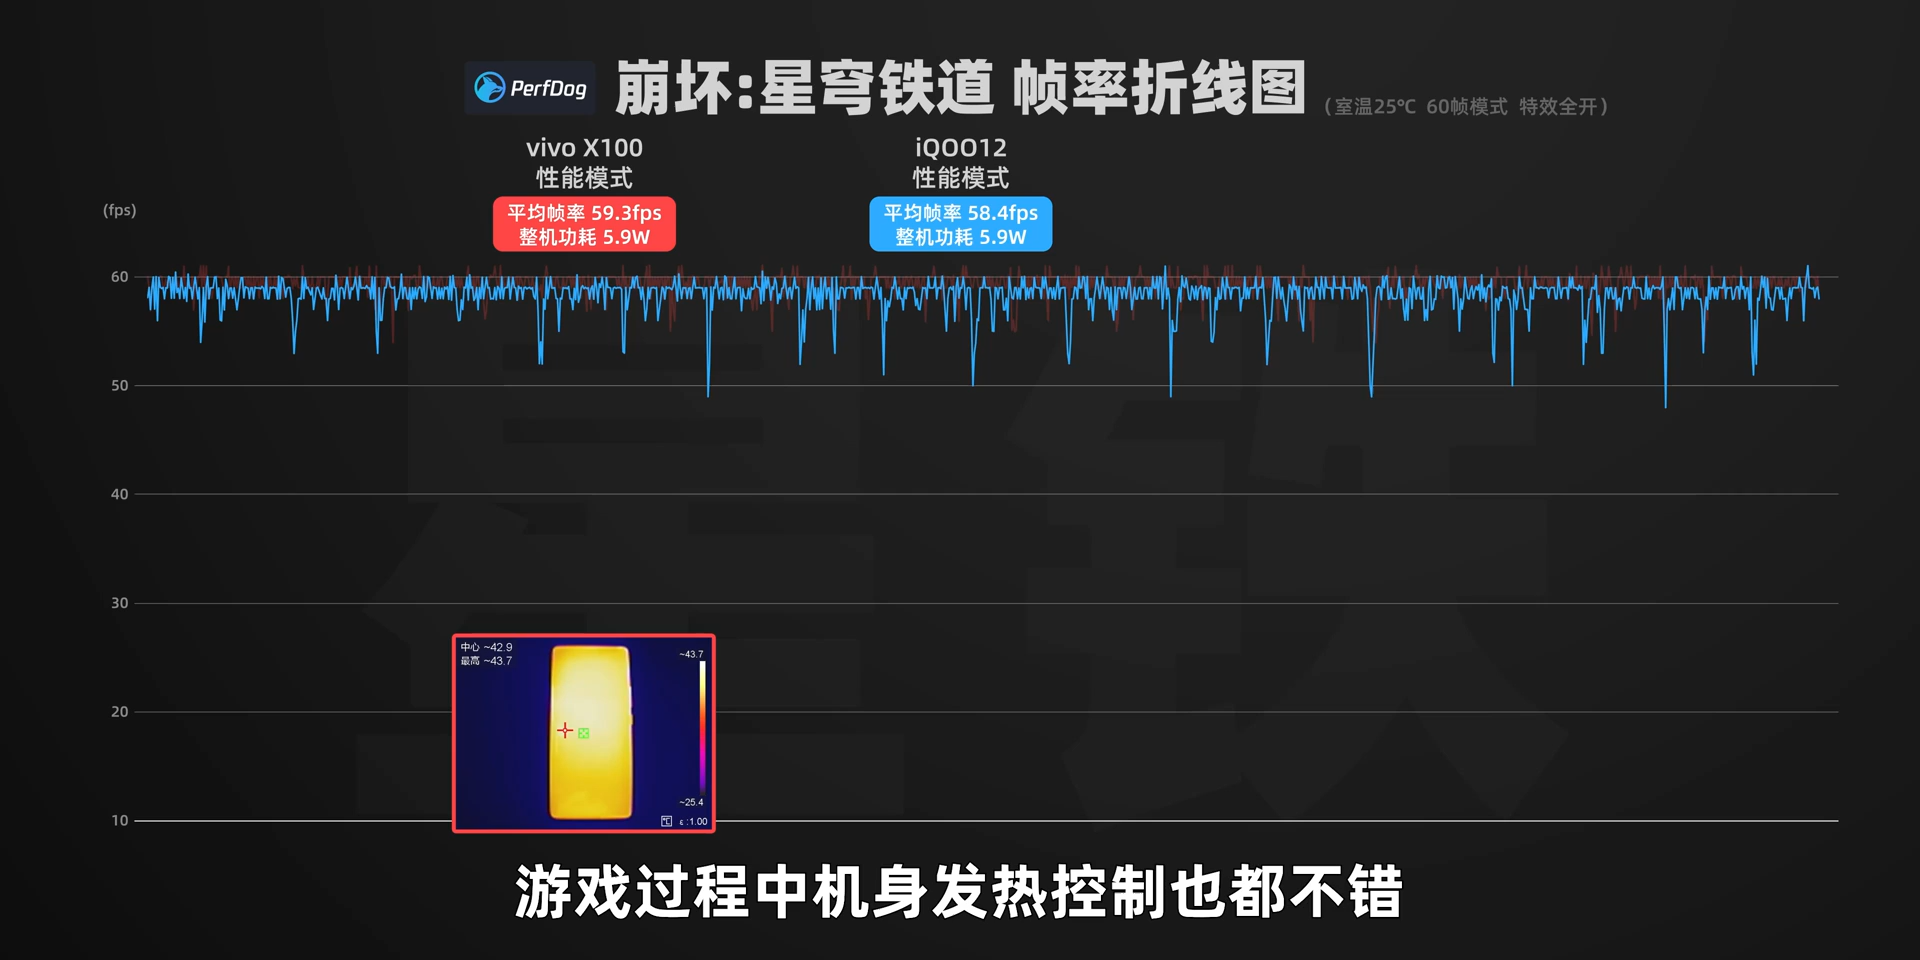 PerfDog
崩坏:星穹铁道 帧率折线图
(室温25℃ 60帧模式 特效全开)
vivo X100
性能模式
平均帧率 59.3fps
整机功耗 5.9W
iQOO12
性能模式
平均帧率 58.4fps
整机功耗 5.9W
(fps)
60
50
40
30
20
10
星铁
中心 ~42.9
最高 ~43.7
~43.7
~25.4
℃ ε:1.00
游戏过程中机身发热控制也都不错